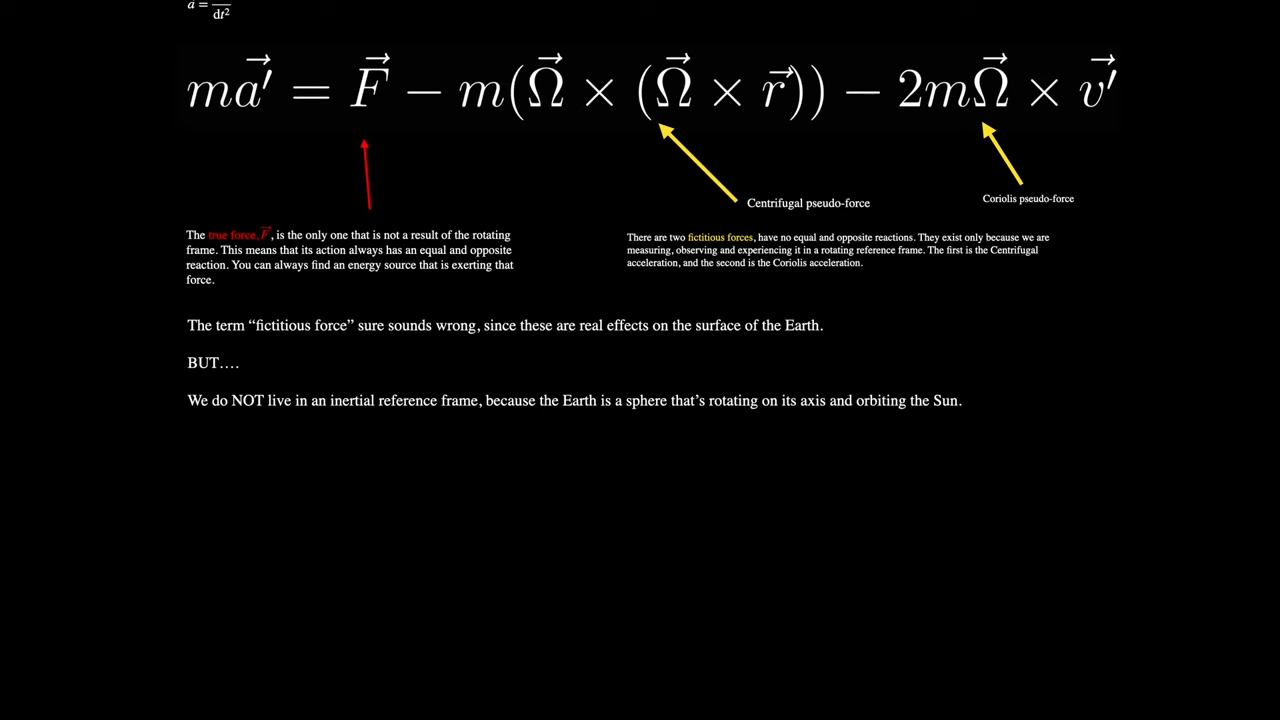 a = dt²
ma⃗′ = F⃗ − m(Ω⃗ × (Ω⃗ × r⃗)) − 2mΩ⃗ × v⃗′
Centrifugal pseudo-force
Coriolis pseudo-force
The true force, F⃗, is the only one that is not a result of the rotating
frame. This means that its action always has an equal and opposite
reaction. You can always find an energy source that is exerting that
force.
There are two fictitious forces, have no equal and opposite reactions. They exist only because we are
measuring, observing and experiencing it in a rotating reference frame. The first is the Centrifugal
acceleration, and the second is the Coriolis acceleration.
The term “fictitious force” sure sounds wrong, since these are real effects on the surface of the Earth.
BUT….
We do NOT live in an inertial reference frame, because the Earth is a sphere that’s rotating on its axis and orbiting the Sun.